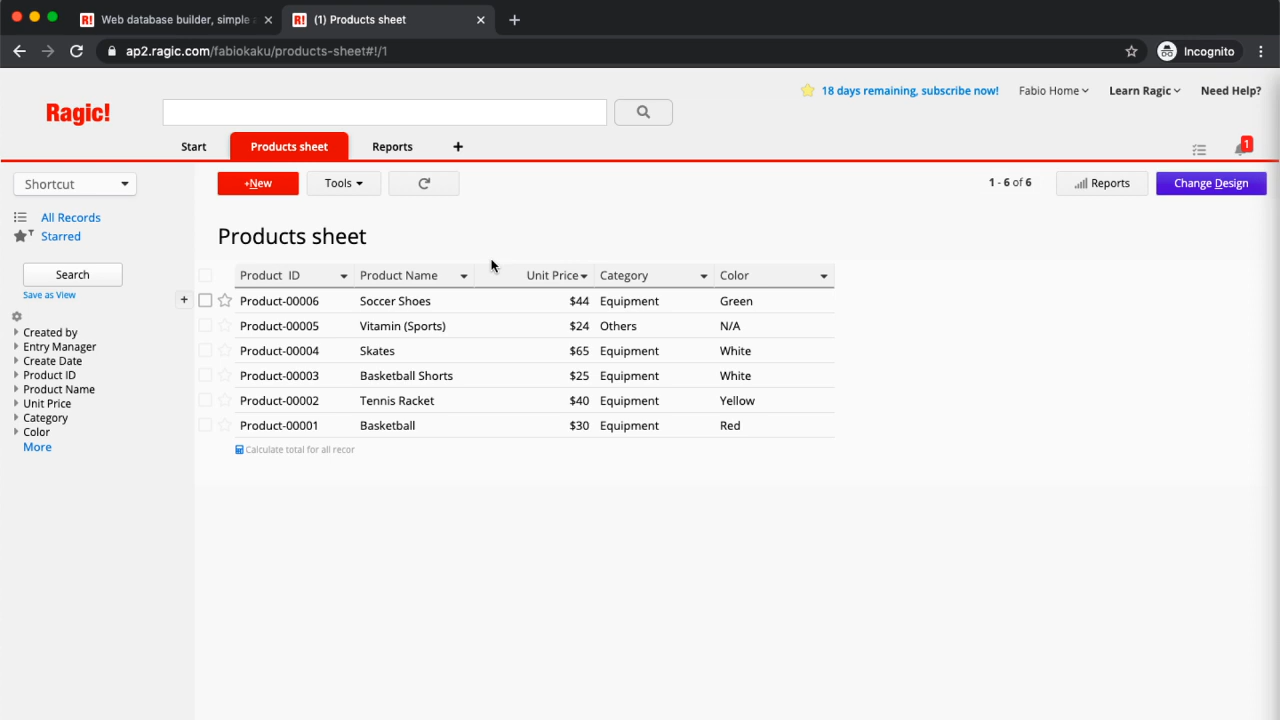 R! Web database builder, simple a
R! (1) Products sheet
ap2.ragic.com/fabiokaku/products-sheet#!/1
Incognito
Ragic!
18 days remaining, subscribe now!
Fabio Home
Learn Ragic
Need Help?
Start
Products sheet
Reports
+
1
Shortcut
+New
Tools
1 - 6 of 6
Reports
Change Design
All Records
Starred
Search
Save as View
Created by
Entry Manager
Create Date
Product ID
Product Name
Unit Price
Category
Color
More
Products sheet
Product ID Product Name Unit Price Category Color
Product-00006 Soccer Shoes $44 Equipment Green
Product-00005 Vitamin (Sports) $24 Others N/A
Product-00004 Skates $65 Equipment White
Product-00003 Basketball Shorts $25 Equipment White
Product-00002 Tennis Racket $40 Equipment Yellow
Product-00001 Basketball $30 Equipment Red
Calculate total for all recor